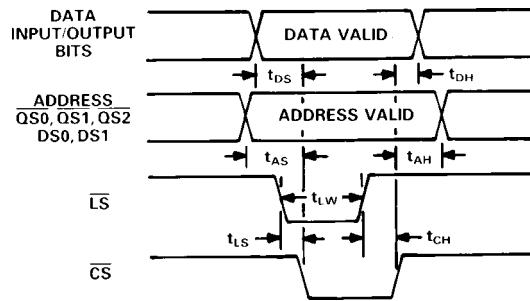 DATA
INPUT/OUTPUT
BITS
DATA VALID
tDS
tDH
ADDRESS
QS0, QS1, QS2
DS0, DS1
ADDRESS VALID
tAS
tAH
LS
tLW
tLS
tCH
CS